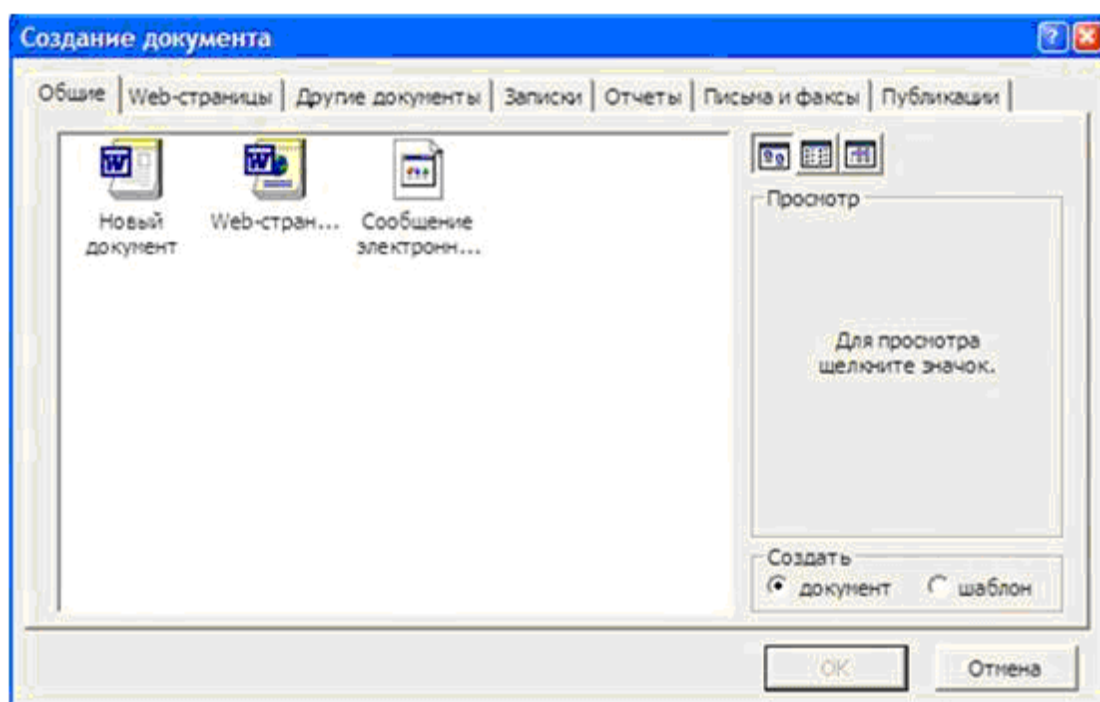 Создание документа
Общие Web-страницы Другие документы Записки Отчеты Письма и факсы Публикации
Новый документ
Web-стран...
Сообщение электронн...
Просмотр
Для просмотра
щелкните значок.
Создать
документ шаблон
OK Отмена